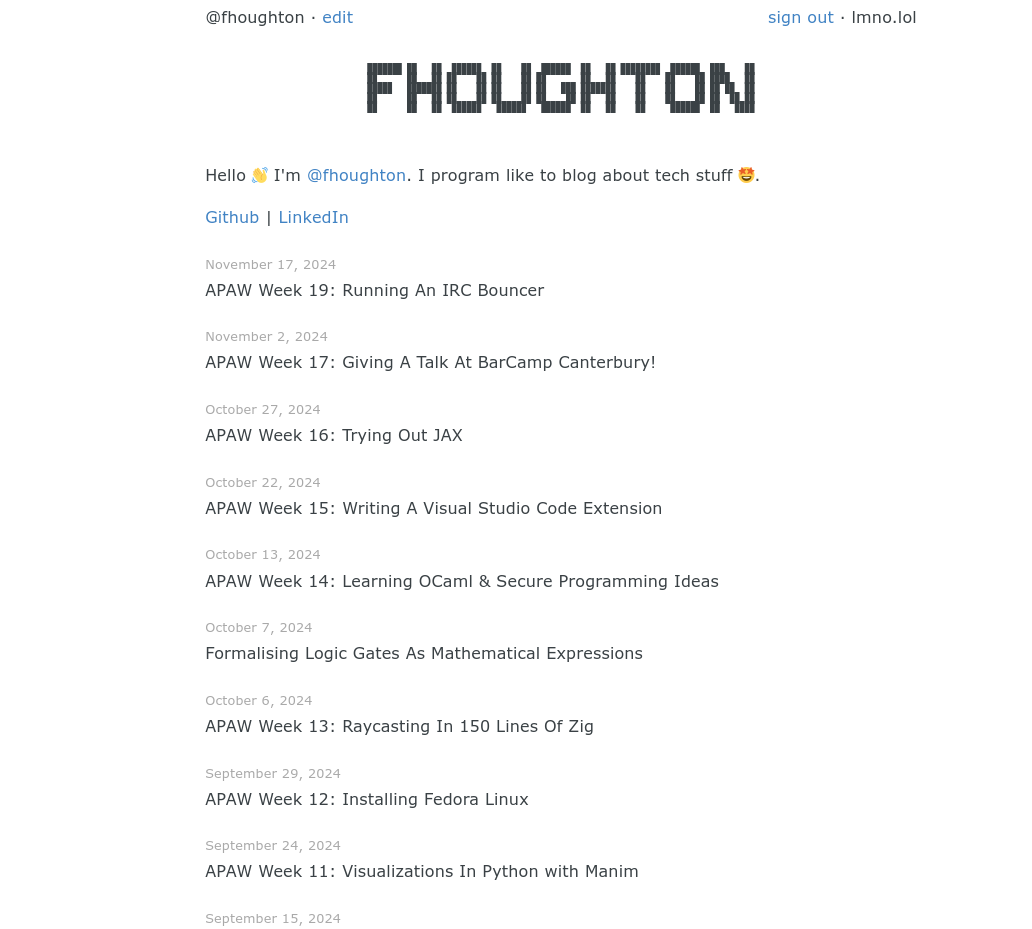 @fhoughton · edit
sign out · lmno.lol
FHOUGHTON
Hello 👋 I'm @fhoughton. I program like to blog about tech stuff 🤩.
Github | LinkedIn
November 17, 2024
APAW Week 19: Running An IRC Bouncer
November 2, 2024
APAW Week 17: Giving A Talk At BarCamp Canterbury!
October 27, 2024
APAW Week 16: Trying Out JAX
October 22, 2024
APAW Week 15: Writing A Visual Studio Code Extension
October 13, 2024
APAW Week 14: Learning OCaml & Secure Programming Ideas
October 7, 2024
Formalising Logic Gates As Mathematical Expressions
October 6, 2024
APAW Week 13: Raycasting In 150 Lines Of Zig
September 29, 2024
APAW Week 12: Installing Fedora Linux
September 24, 2024
APAW Week 11: Visualizations In Python with Manim
September 15, 2024